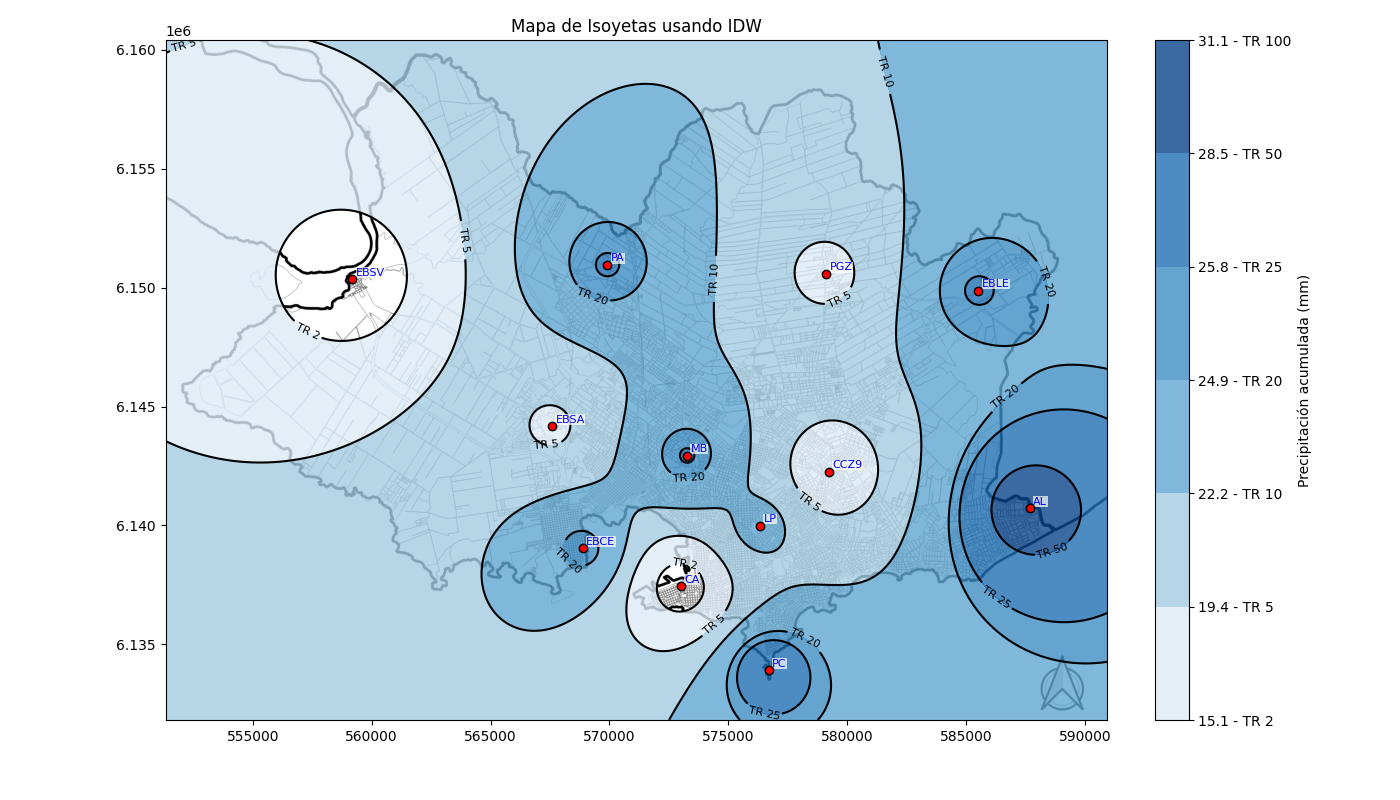 Mapa de Isoyetas usando IDW
1e6
6.160
6.155
6.150
6.145
6.140
6.135
555000
560000
565000
570000
575000
580000
585000
590000
TR 5
TR 10
TR 5
TR 10
PA
TR 20
PGZ
TR 5
EBSV
TR 2
EBLE
TR 20
EBSA
TR 5
MB
TR 20
CCZ9
TR 5
TR 20
AL
TR 50
TR 25
LP
EBCE
TR 20
TR 2
CA
TR 5
TR 20
PC
TR 25
31.1 - TR 100
28.5 - TR 50
25.8 - TR 25
24.9 - TR 20
22.2 - TR 10
19.4 - TR 5
15.1 - TR 2
Precipitación acumulada (mm)